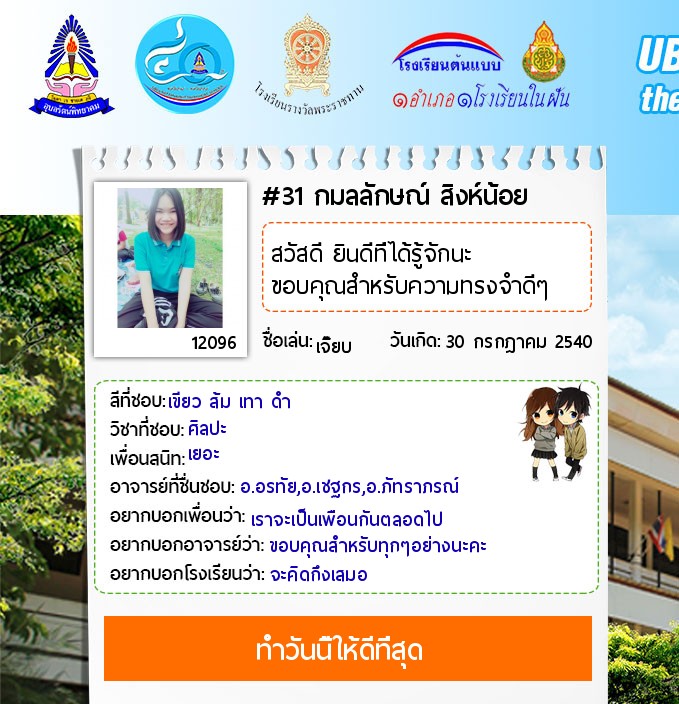 อุบลรัตน์พิทยาคม
โรงเรียนรางวัลพระราชทาน
โรงเรียนต้นแบบ
๑อำเภอ๑โรงเรียนในฝัน
UB
the
#31 กมลลักษณ์ สิงห์น้อย
สวัสดี ยินดีที่ได้รู้จักนะ
ขอบคุณสำหรับความทรงจำดีๆ
12096
ชื่อเล่น: เจี๊ยบ วันเกิด: 30 กรกฎาคม 2540
สีที่ชอบ: เขียว ส้ม เทา ดำ
วิชาที่ชอบ: ศิลปะ
เพื่อนสนิท: เยอะ
อาจารย์ที่ชื่นชอบ: อ.อรทัย,อ.เชฐกร,อ.ภัทราภรณ์
อยากบอกเพื่อนว่า: เราจะเป็นเพื่อนกันตลอดไป
อยากบอกอาจารย์ว่า: ขอบคุณสำหรับทุกๆอย่างนะคะ
อยากบอกโรงเรียนว่า: จะคิดถึงเสมอ
ทำวันนี้ให้ดีที่สุด